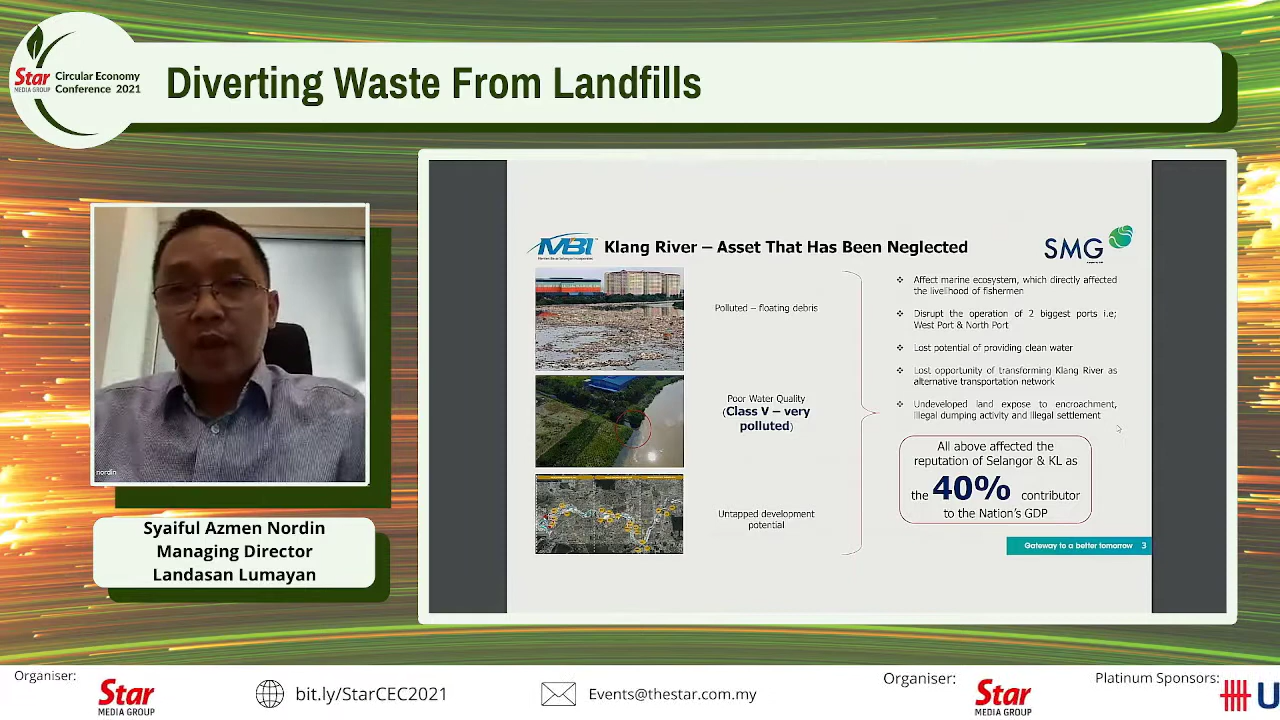 Star
MEDIA GROUP
Circular Economy
Conference 2021
Diverting Waste From Landfills
nordin
Syaiful Azmen Nordin
Managing Director
Landasan Lumayan
MBI
Klang River – Asset That Has Been Neglected
SMG
Polluted – floating debris
Poor Water Quality
(Class V – very
polluted)
Untapped development
potential
❖ Affect marine ecosystem, which directly affected
the livelihood of fishermen
❖ Disrupt the operation of 2 biggest ports i.e;
West Port & North Port
❖ Lost potential of providing clean water
❖ Lost opportunity of transforming Klang River as
alternative transportation network
❖ Undeveloped land expose to encroachment,
illegal dumping activity and illegal settlement
All above affected the
reputation of Selangor & KL as
the 40% contributor
to the Nation's GDP
Gateway to a better tomorrow 3
Organiser:
Star
MEDIA GROUP
bit.ly/StarCEC2021
Events@thestar.com.my
Organiser:
Star
MEDIA GROUP
Platinum Sponsors:
U